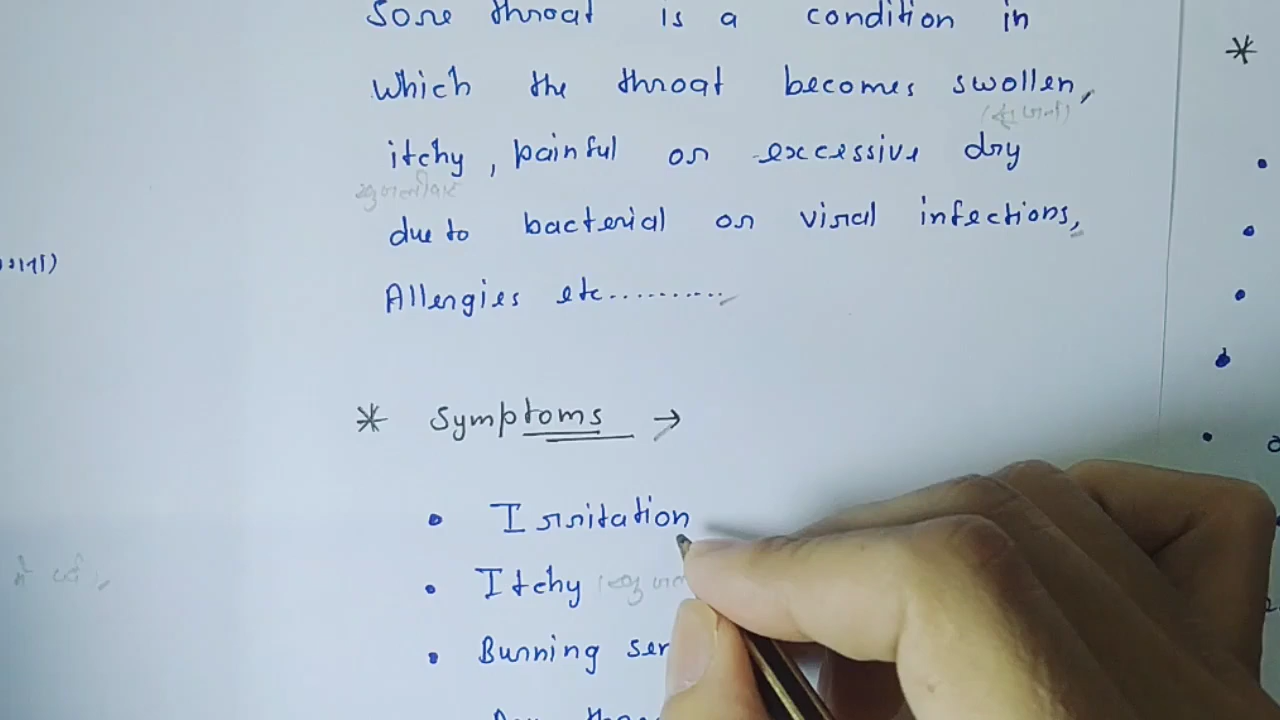 Sore throat is a condition in
which the throat becomes swollen,
itchy, painful or excessive dry
due to bacterial or viral infections,
Allergies etc..........
* Symptoms →
• Irritation
• Itchy
• Burning